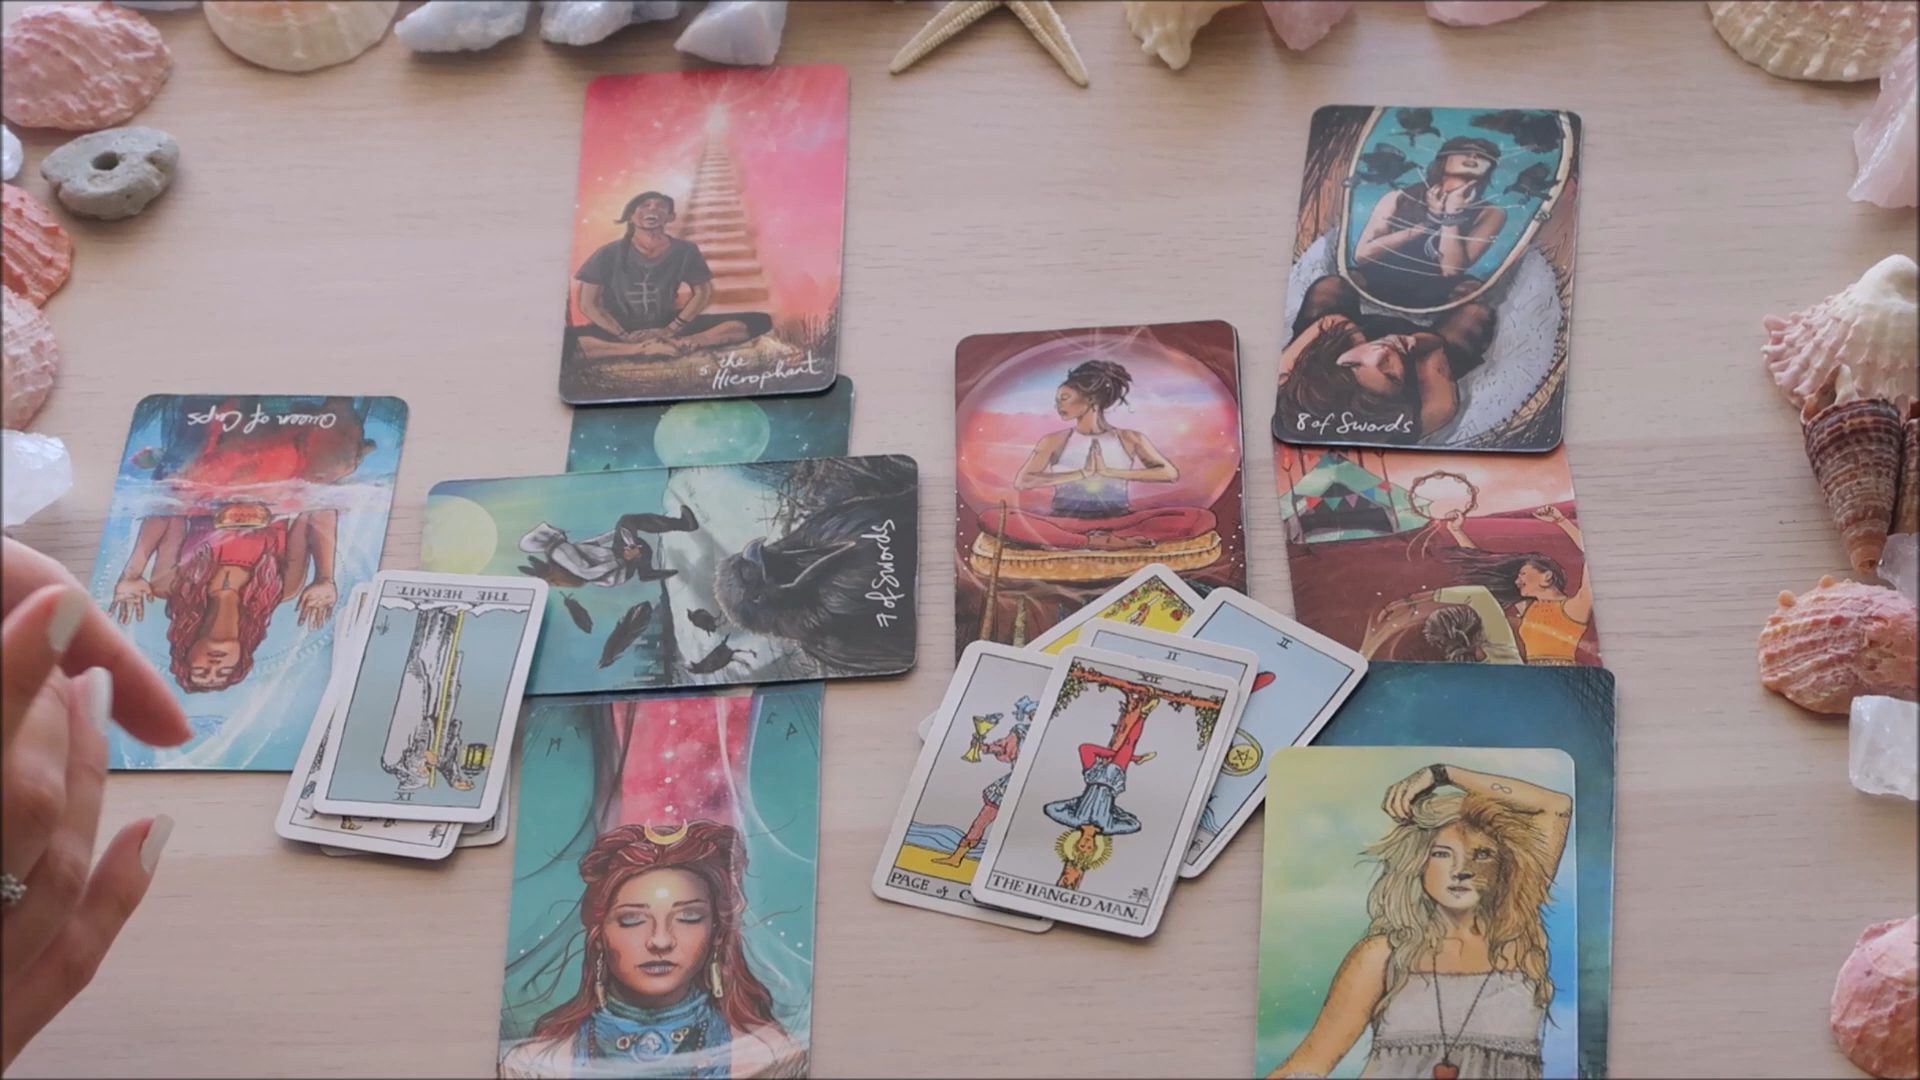 5 the
Hierophant
8 of Swords
Queen of Cups
7 of Swords
THE HERMIT.
IX
II
II
XII
PAGE of C
THE HANGED MAN.